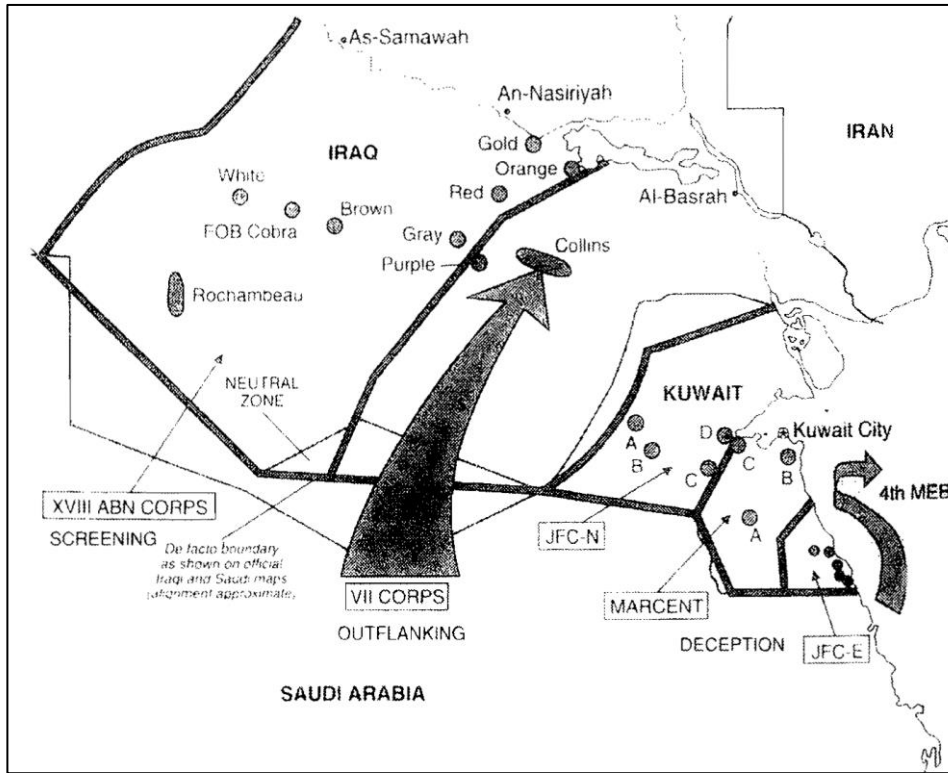 As-Samawah
An-Nasiriyah
IRAN
IRAQ
Gold
Orange
White
Red
Al-Basrah
FOB Cobra
Brown
Gray
Collins
Purple
Rochambeau
NEUTRAL
ZONE
KUWAIT
A
B
D
C
C
Kuwait City
B
4th MEB
XVIII ABN CORPS
SCREENING
De facto boundary
as shown on official
Iraqi and Saudi maps
(alignment approximate)
JFC-N
A
VII CORPS
OUTFLANKING
MARCENT
DECEPTION
JFC-E
SAUDI ARABIA